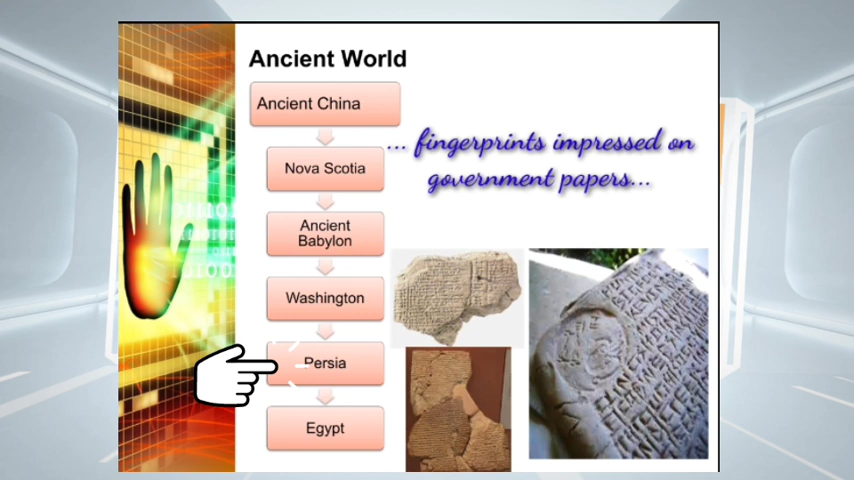 Ancient World
Ancient China
... fingerprints impressed on
government papers...
Nova Scotia
Ancient
Babylon
Washington
Persia
Egypt